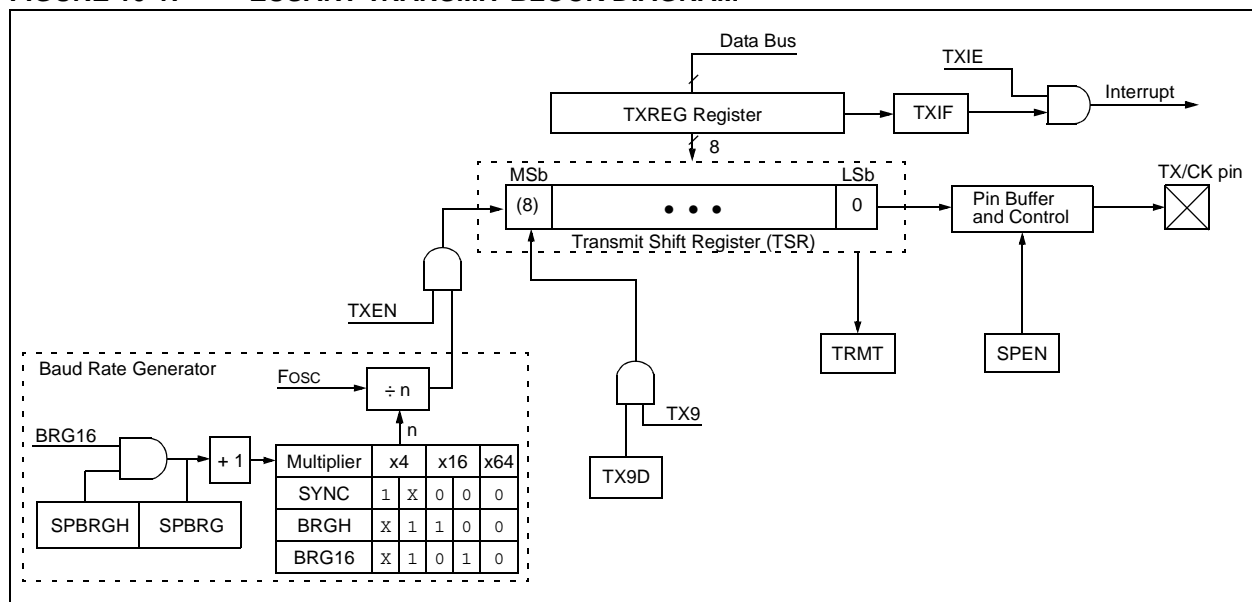 Data Bus
TXIE
Interrupt
TXREG Register
TXIF
8
MSb
LSb
TX/CK pin
(8)
• • •
0
Pin Buffer
and Control
Transmit Shift Register (TSR)
TXEN
TRMT
SPEN
Baud Rate Generator
FOSC
÷ n
TX9
n
BRG16
+ 1
Multiplier x4 x16 x64
TX9D
SYNC 1 X 0 0 0
SPBRGH SPBRG
BRGH X 1 1 0 0
BRG16 X 1 0 1 0